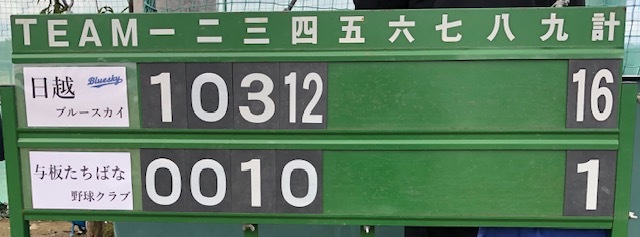 TEAM 一 二 三 四 五 六 七 八 九 計
日越 Bluesky
ブルースカイ 1 0 3 12 16
与板たちばな
野球クラブ 0 0 1 0 1